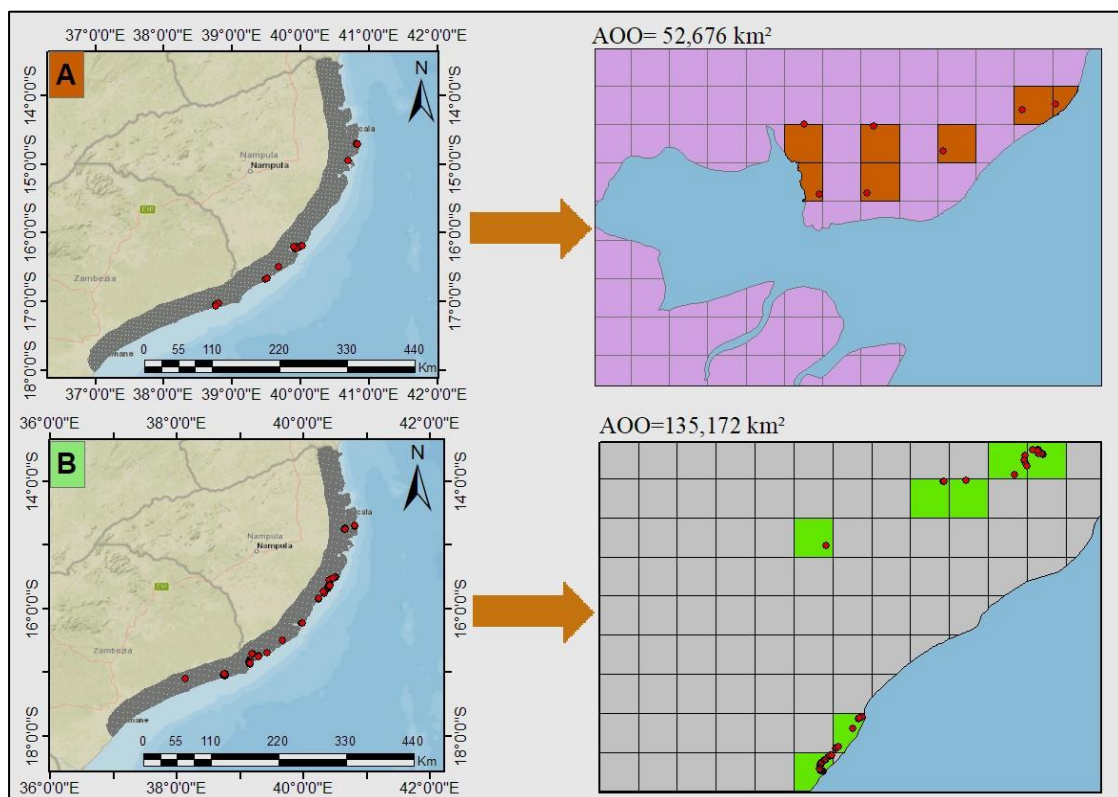 AOO= 52,676 km²
37°0'0"E 38°0'0"E 39°0'0"E 40°0'0"E 41°0'0"E 42°0'0"E
A
N
14°0'0"S 14°0'0"S
cala
Nampula
Nampula
15°0'0"S 15°0'0"S
16°0'0"S 16°0'0"S
Zambezia
17°0'0"S 17°0'0"S
mane
0 55 110 220 330 440
Km
18°0'0"S 18°0'0"S
37°0'0"E 38°0'0"E 39°0'0"E 40°0'0"E 41°0'0"E 42°0'0"E
36°0'0"E 38°0'0"E 40°0'0"E 42°0'0"E
AOO=135,172 km²
B
N
14°0'0"S 14°0'0"S
cala
Nampula
Nampula
16°0'0"S 16°0'0"S
Zambezia
mane
18°0'0"S 18°0'0"S
0 55 110 220 330 440
Km
36°0'0"E 38°0'0"E 40°0'0"E 42°0'0"E